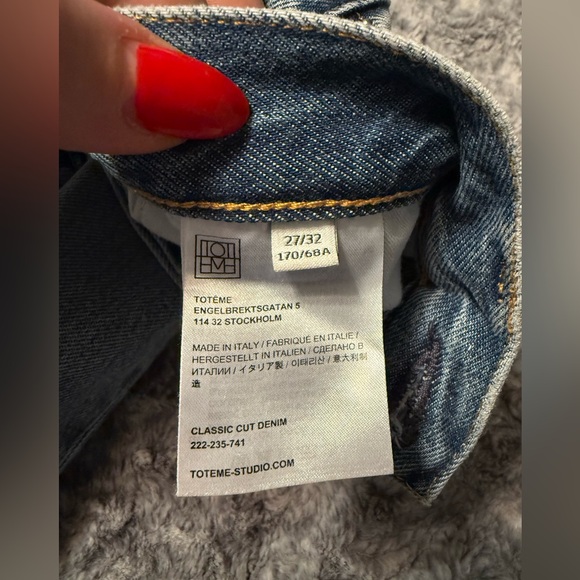 TOTEME
27/32
170/68A
TOTÊME
ENGELBREKTSGATAN 5
114 32 STOCKHOLM
MADE IN ITALY / FABRIQUÉ EN ITALIE /
HERGESTELLT IN ITALIEN / СДЕЛАНО В
ИТАЛИИ / イタリア製 / 이태리산 / 意大利制
造
CLASSIC CUT DENIM
222-235-741
TOTEME-STUDIO.COM